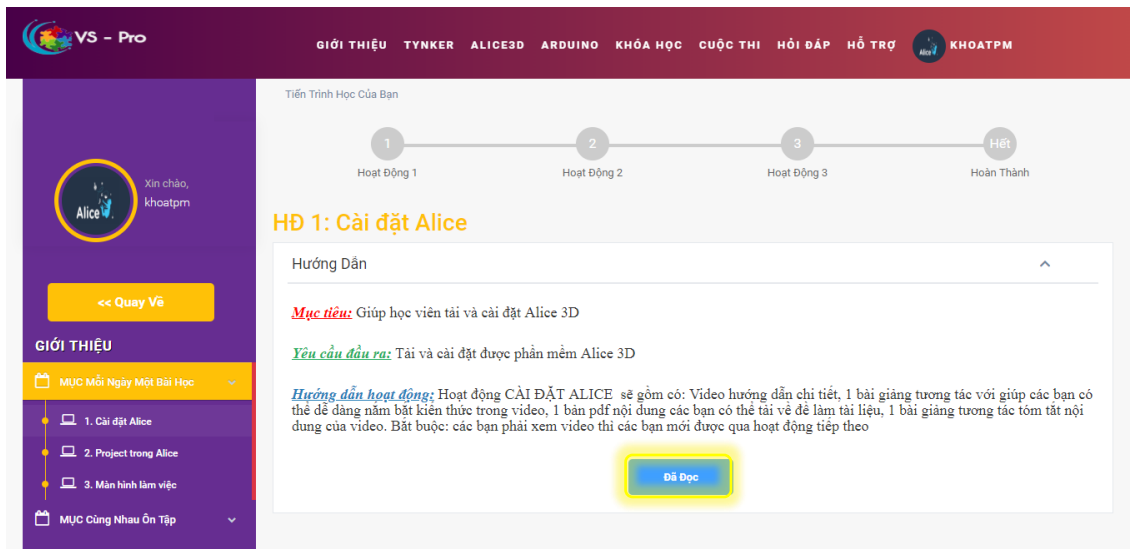 VS - Pro
GIỚI THIỆU TYNKER ALICE3D ARDUINO KHÓA HỌC CUỘC THI HỎI ĐÁP HỖ TRỢ KHOATPM
Tiến Trình Học Của Bạn
1 2 3 Hết
Hoạt Động 1 Hoạt Động 2 Hoạt Động 3 Hoàn Thành
Xin chào,
khoatpm
Alice
<< Quay Về
GIỚI THIỆU
MỤC Mỗi Ngày Một Bài Học
1. Cài đặt Alice
2. Project trong Alice
3. Màn hình làm việc
MỤC Cùng Nhau Ôn Tập
HĐ 1: Cài đặt Alice
Hướng Dẫn
Mục tiêu: Giúp học viên tải và cài đặt Alice 3D
Yêu cầu đầu ra: Tải và cài đặt được phần mềm Alice 3D
Hướng dẫn hoạt động: Hoạt động CÀI ĐẶT ALICE sẽ gồm có: Video hướng dẫn chi tiết, 1 bài giảng tương tác với giúp các bạn có
thể dễ dàng nắm bặt kiến thức trong video, 1 bản pdf nội dung các bạn có thể tải về để làm tài liệu, 1 bài giảng tương tác tóm tắt nội
dung của video. Bắt buộc: các bạn phải xem video thì các bạn mới được qua hoạt động tiếp theo
Đã Đọc